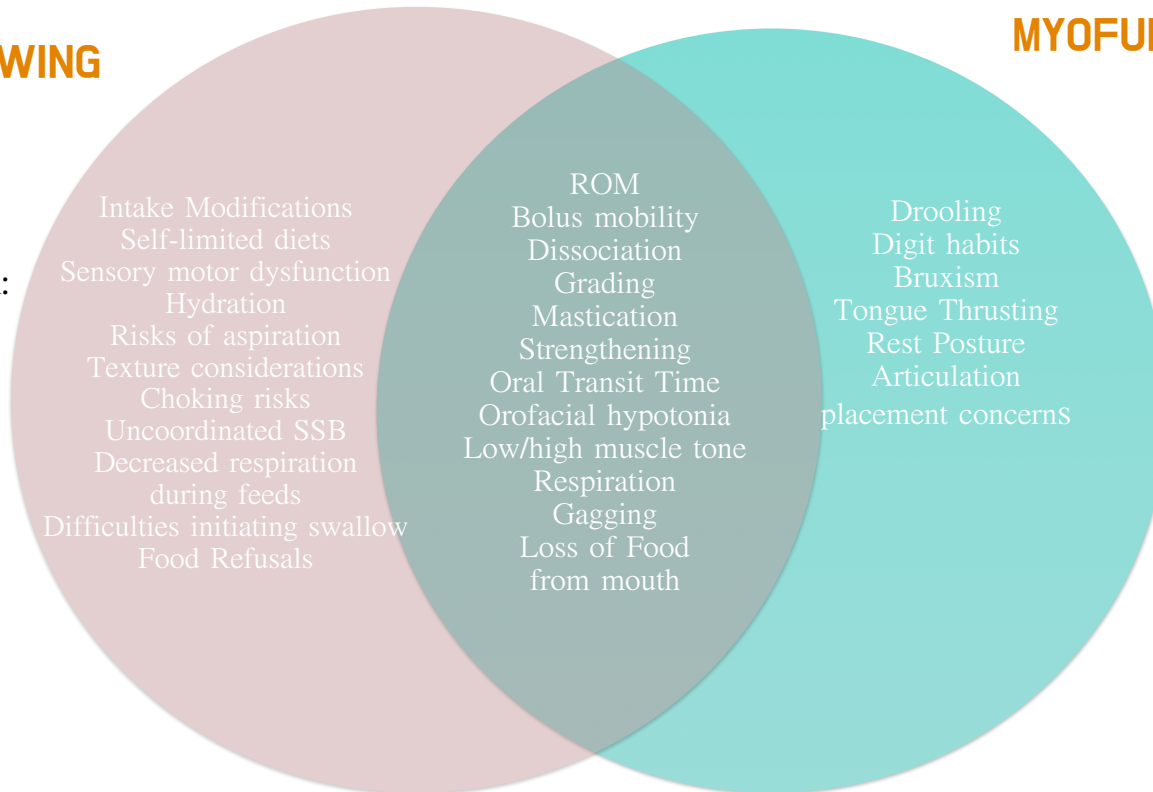 WING
MYOFU
:
Intake Modifications
Self-limited diets
Sensory motor dysfunction
Hydration
Risks of aspiration
Texture considerations
Choking risks
Uncoordinated SSB
Decreased respiration
during feeds
Difficulties initiating swallow
Food Refusals
ROM
Bolus mobility
Dissociation
Grading
Mastication
Strengthening
Oral Transit Time
Orofacial hypotonia
Low/high muscle tone
Respiration
Gagging
Loss of Food
from mouth
Drooling
Digit habits
Bruxism
Tongue Thrusting
Rest Posture
Articulation
placement concerns